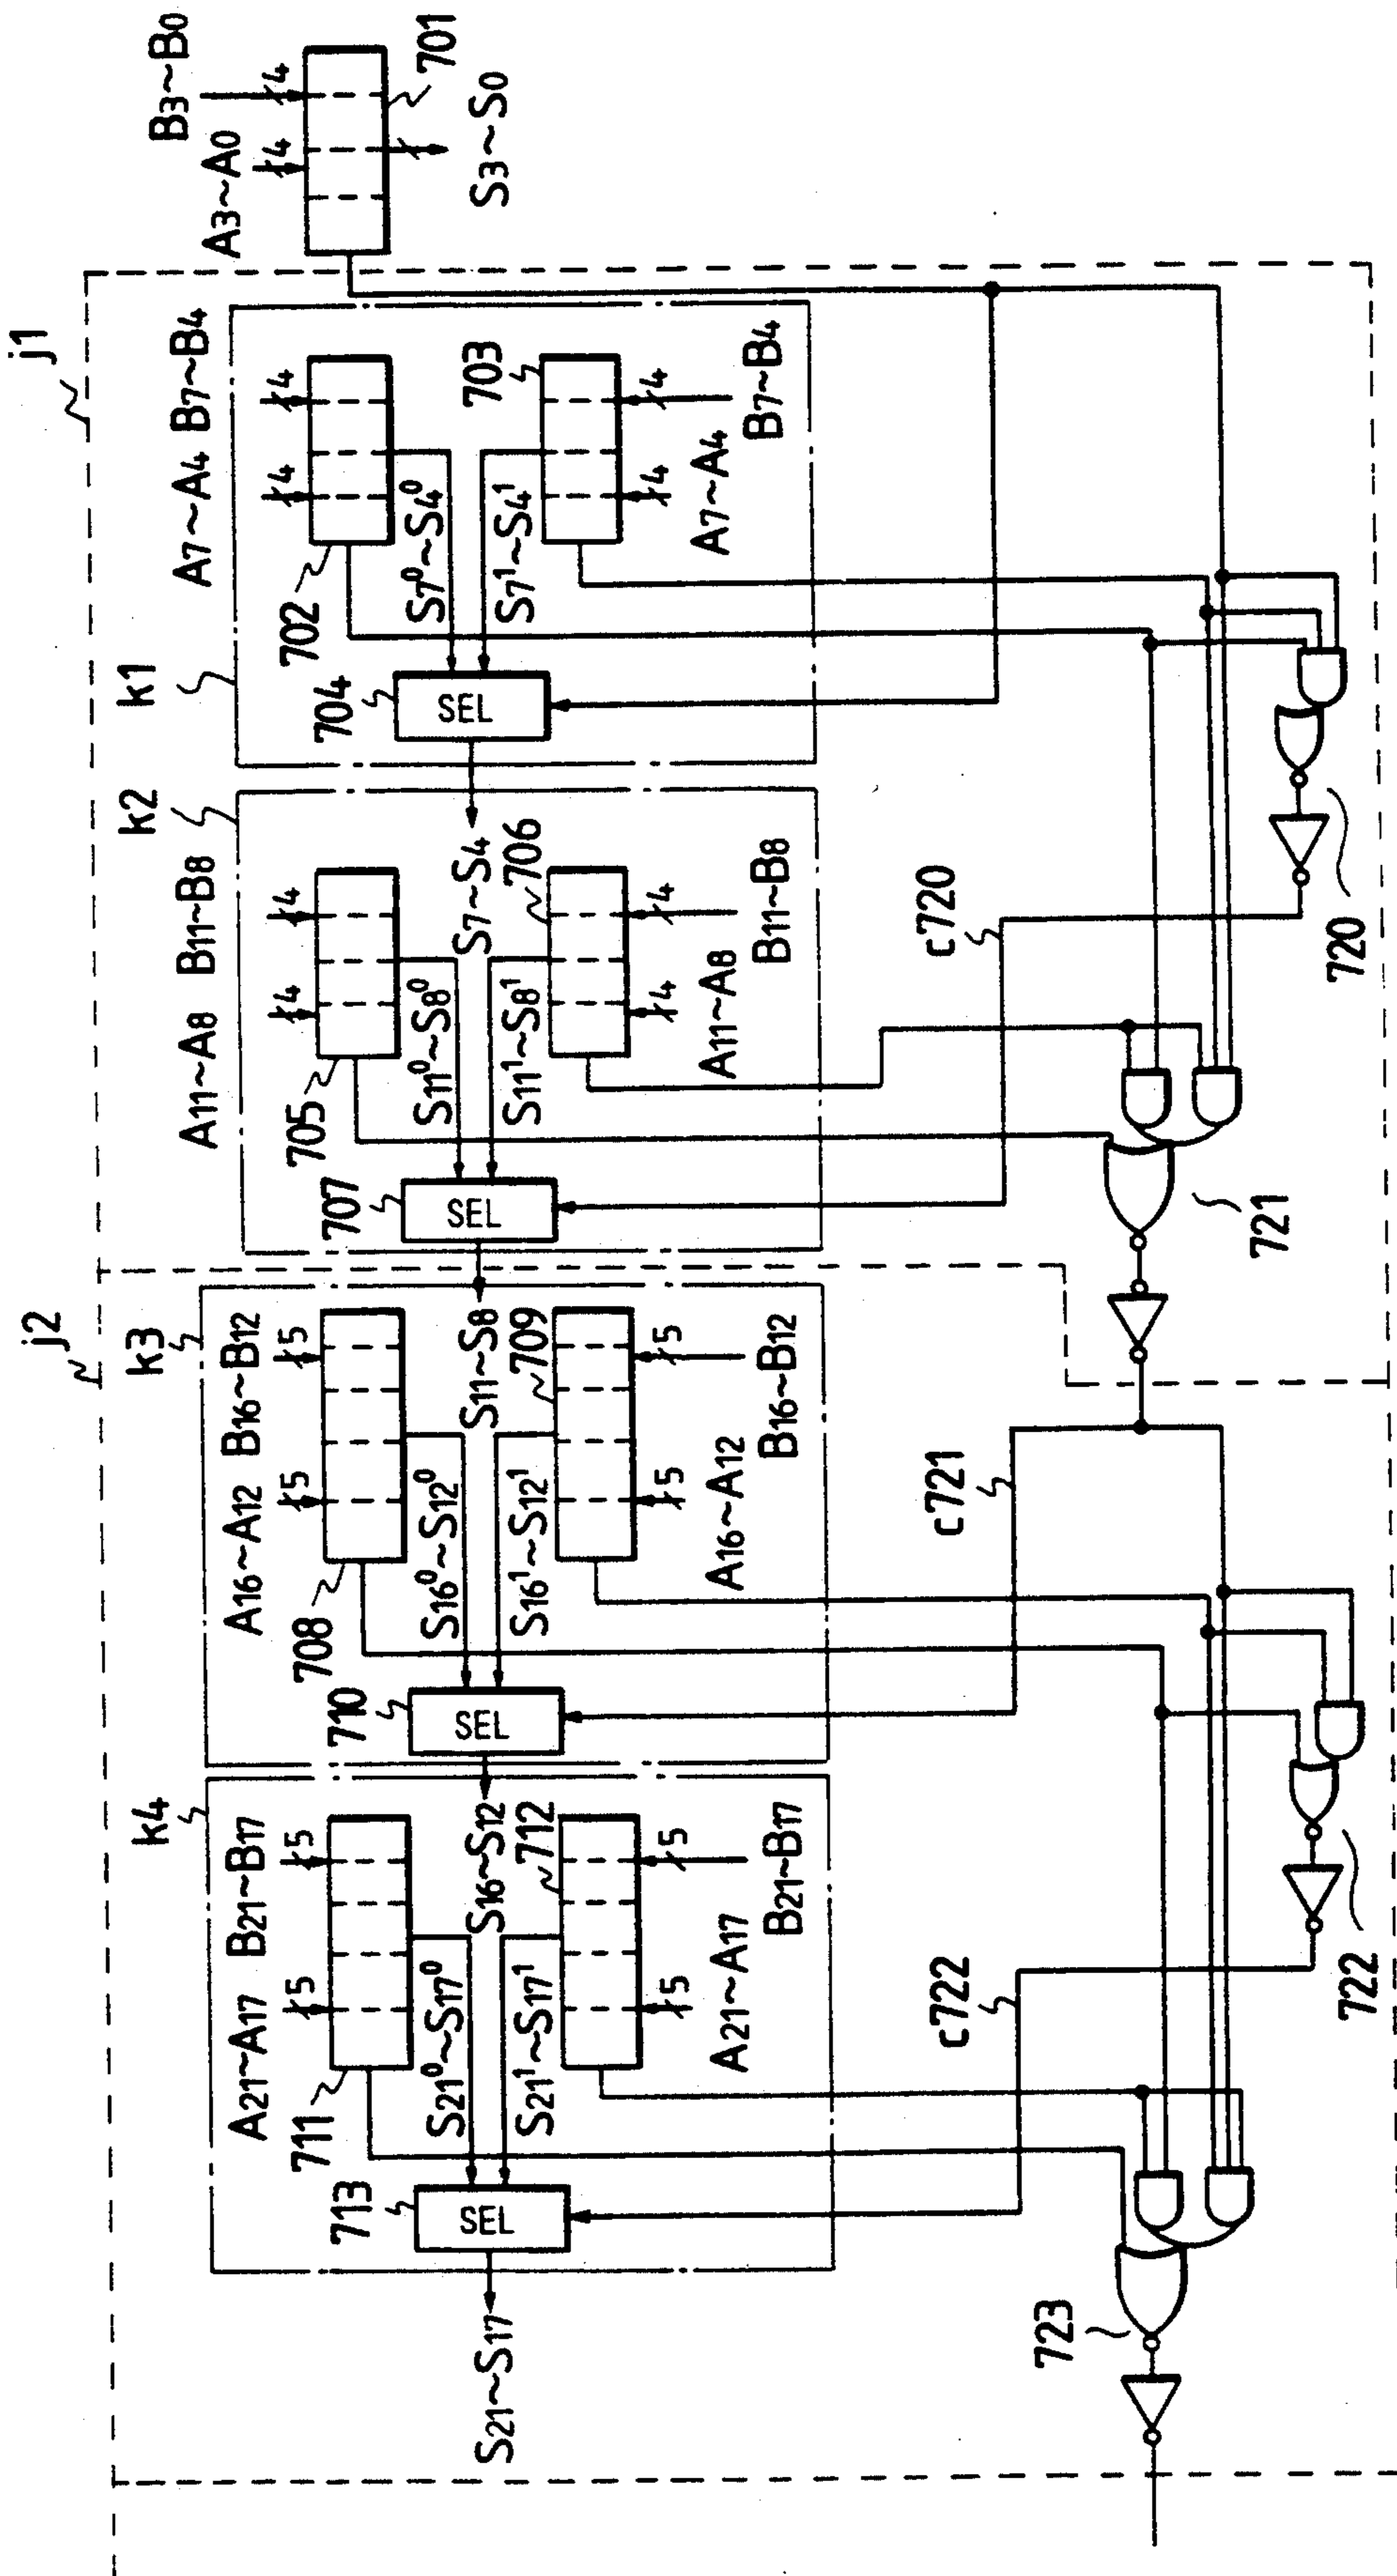 j1
j2
B3~B0
A3~A0
4
4
701
S3~S0
k1
A7~A4 B7~B4
4
4
702
703
S7⁰~S4⁰
S7¹~S4¹
4
4
A7~A4
B7~B4
704
SEL
S7~S4
k2
A11~A8 B11~B8
4
4
705
706
S11⁰~S8⁰
S11¹~S8¹
4
4
A11~A8
B11~B8
707
SEL
S11~S8
c720
720
721
k3
A16~A12 B16~B12
5
5
708
709
S16⁰~S12⁰
S16¹~S12¹
5
5
A16~A12
B16~B12
710
SEL
S16~S12
c721
k4
A21~A17 B21~B17
5
5
711
712
S21⁰~S17⁰
S21¹~S17¹
5
5
A21~A17
B21~B17
713
SEL
S21~S17
c722
722
723